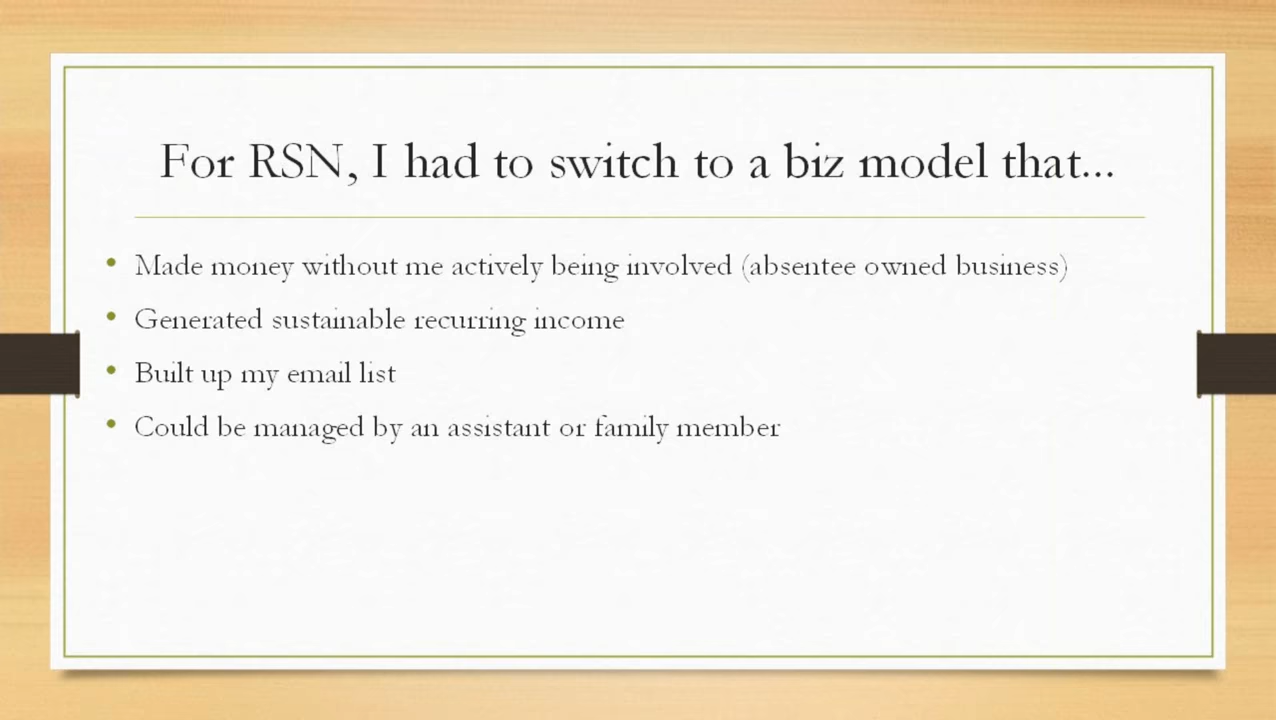 For RSN, I had to switch to a biz model that...
• Made money without me actively being involved (absentee owned business)
• Generated sustainable recurring income
• Built up my email list
• Could be managed by an assistant or family member